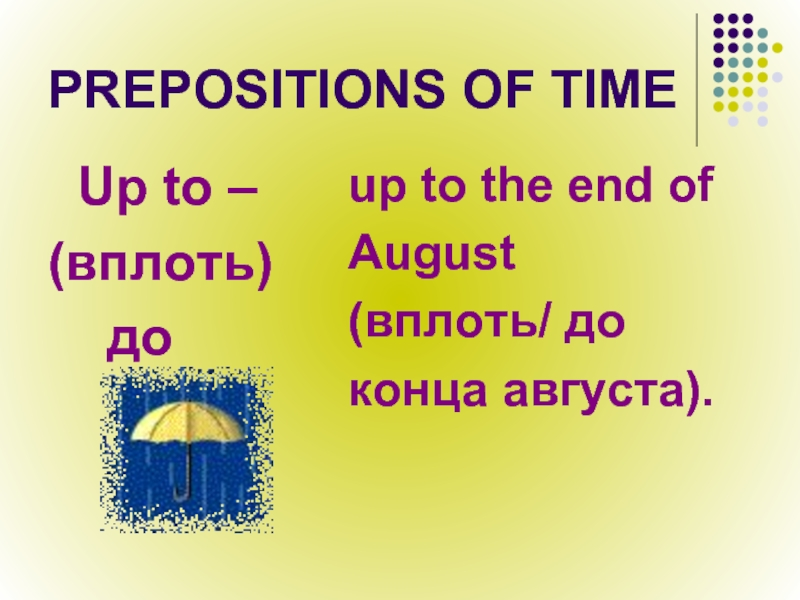 PREPOSITIONS OF TIME
Up to –
(вплоть)
до
up to the end of
August
(вплоть/ до
конца августа).